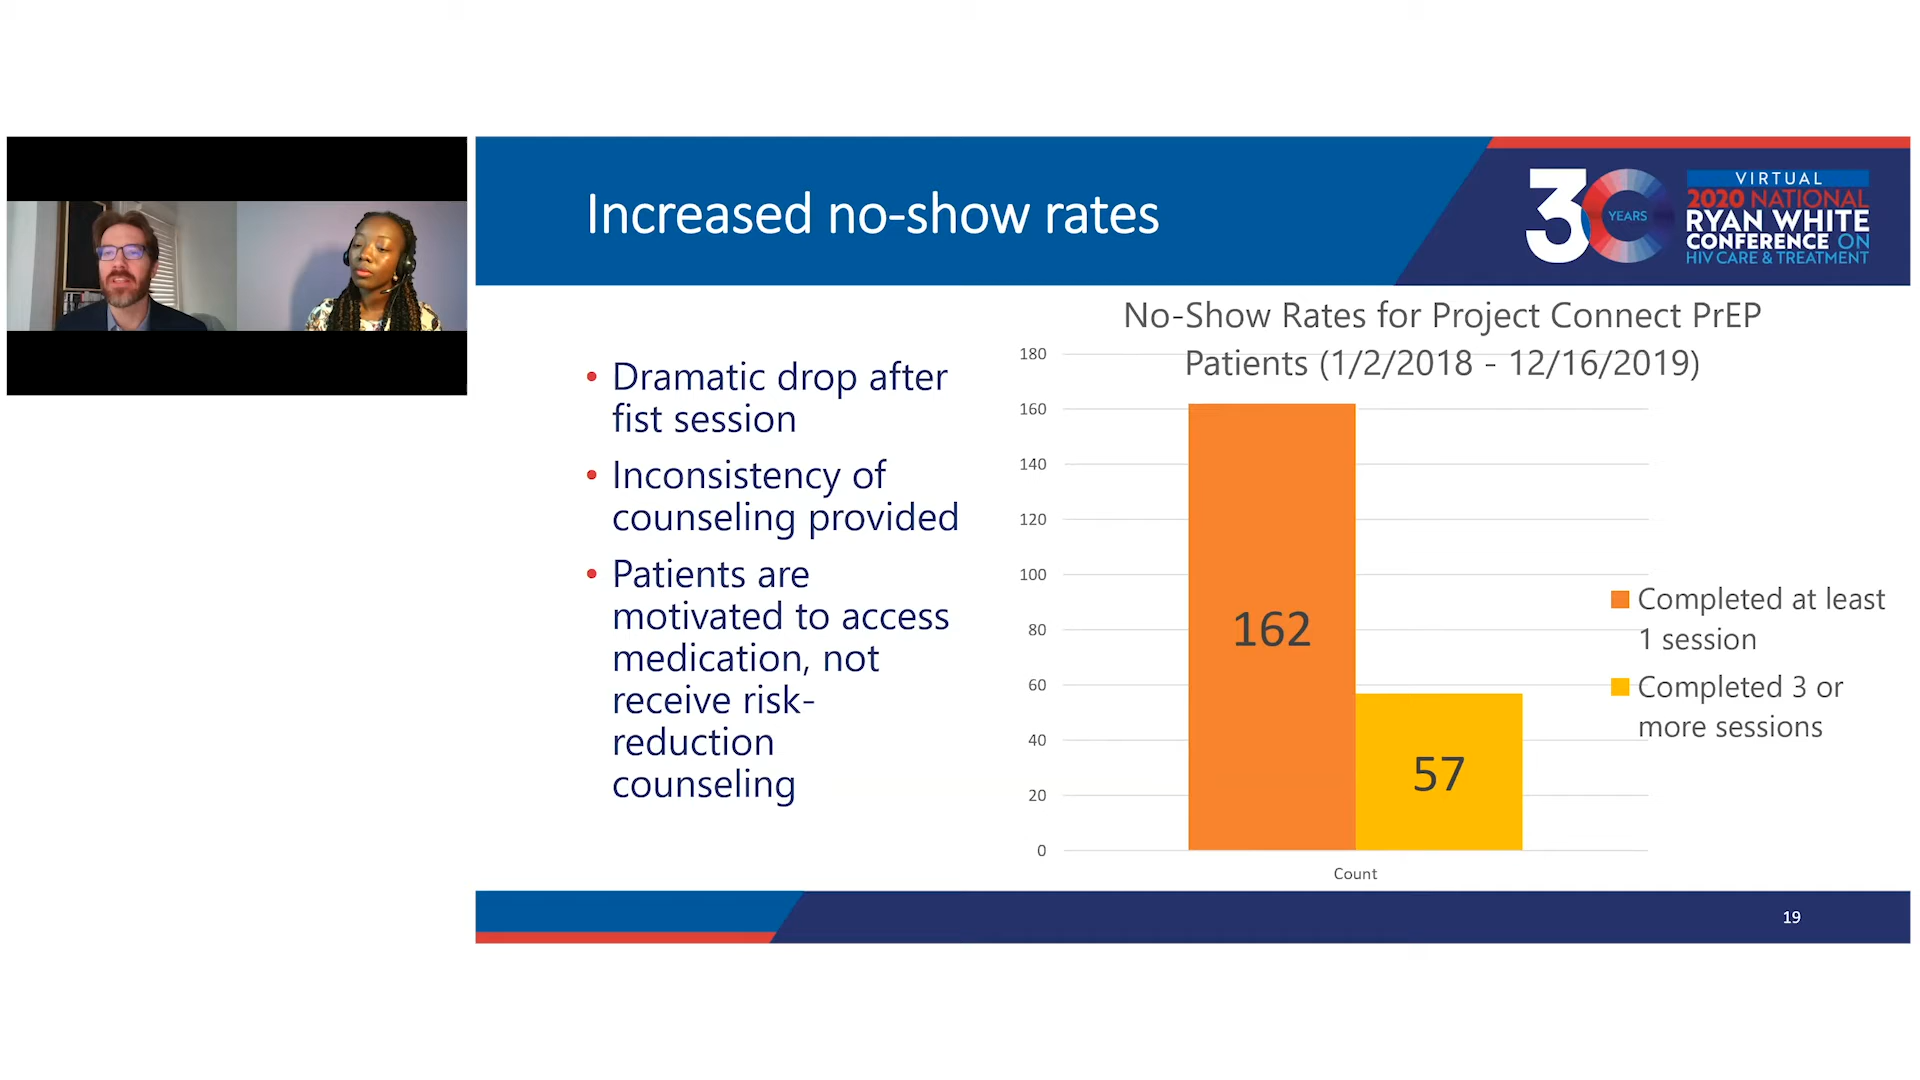 Increased no-show rates
30 YEARS
VIRTUAL
2020 NATIONAL
RYAN WHITE
CONFERENCE ON
HIV CARE & TREATMENT
• Dramatic drop after
fist session
• Inconsistency of
counseling provided
• Patients are
motivated to access
medication, not
receive risk-
reduction
counseling
No-Show Rates for Project Connect PrEP
Patients (1/2/2018 - 12/16/2019)
180
160
140
120
100
80
60
40
20
0
162
57
Count
Completed at least
1 session
Completed 3 or
more sessions
19